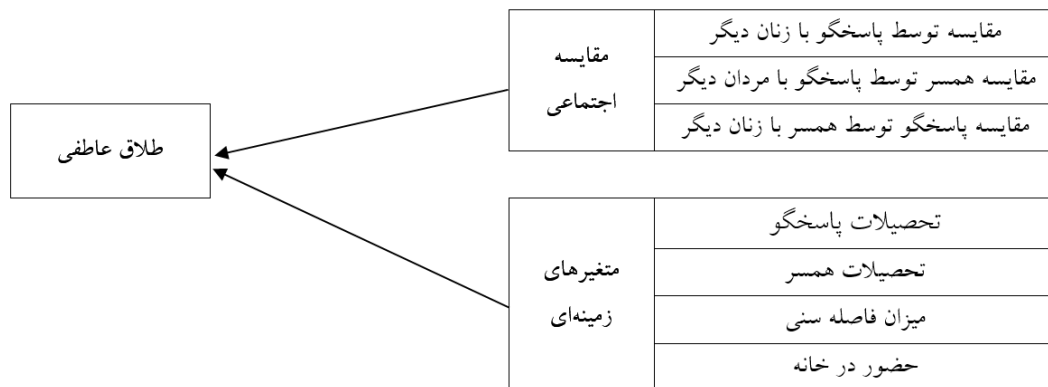 مقایسه توسط پاسخگو با زنان دیگر
مقایسه همسر توسط پاسخگو با مردان دیگر
مقایسه پاسخگو توسط همسر با زنان دیگر
مقایسه
اجتماعی
طلاق عاطفی
تحصیلات پاسخگو
تحصیلات همسر
میزان فاصله سنی
حضور در خانه
متغیرهای
زمینه‌ای